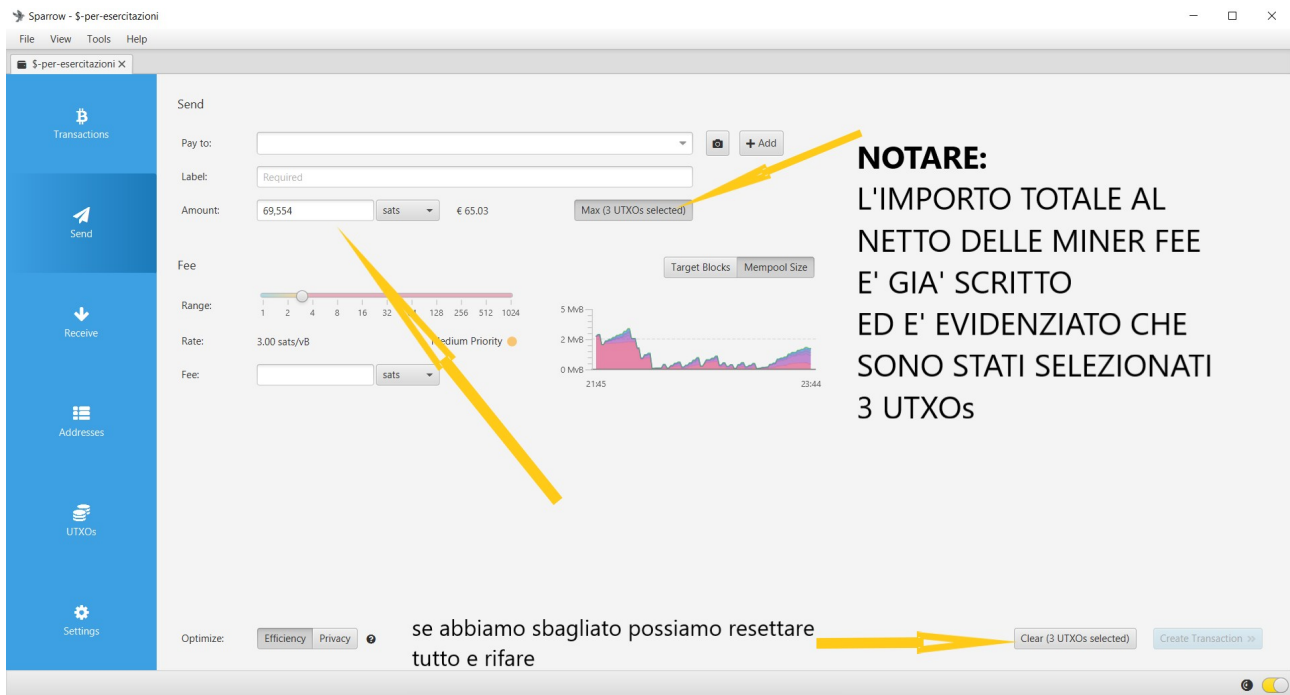 Sparrow - $-per-esercitazioni
File View Tools Help
$-per-esercitazioni X
Transactions
Send
Receive
Addresses
UTXOs
Settings
Send
Pay to:
+ Add
Label: Required
Amount: 69,554 sats € 65.03 Max (3 UTXOs selected)
Fee
Target Blocks Mempool Size
Range:
1 2 4 8 16 32 128 256 512 1024
Rate: 3.00 sats/vB Priority
Fee: sats
5 MvB
2 MvB
0 MvB
21:45 23:44
NOTARE:
L'IMPORTO TOTALE AL
NETTO DELLE MINER FEE
E' GIA' SCRITTO
ED E' EVIDENZIATO CHE
SONO STATI SELEZIONATI
3 UTXOs
Optimize: Efficiency Privacy ?
se abbiamo sbagliato possiamo resettare
tutto e rifare
Clear (3 UTXOs selected) Create Transaction »